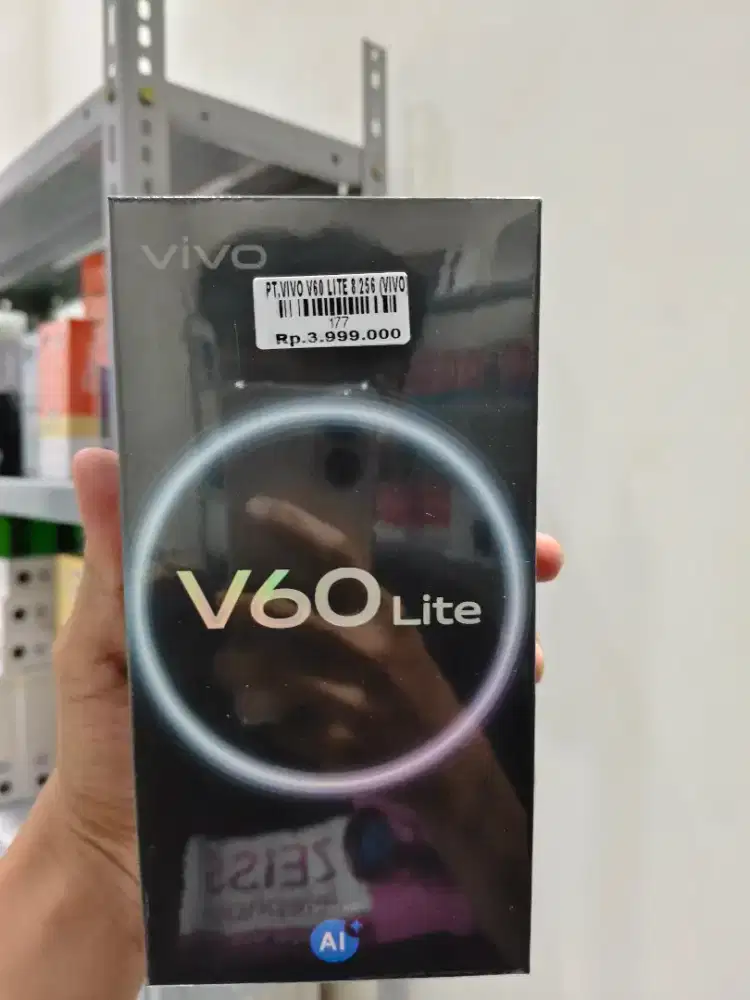 vivo
PT.VIVO V60 LITE 8 256 (VIVO
177
Rp.3.999.000
V60 Lite
ZEISS
AI+